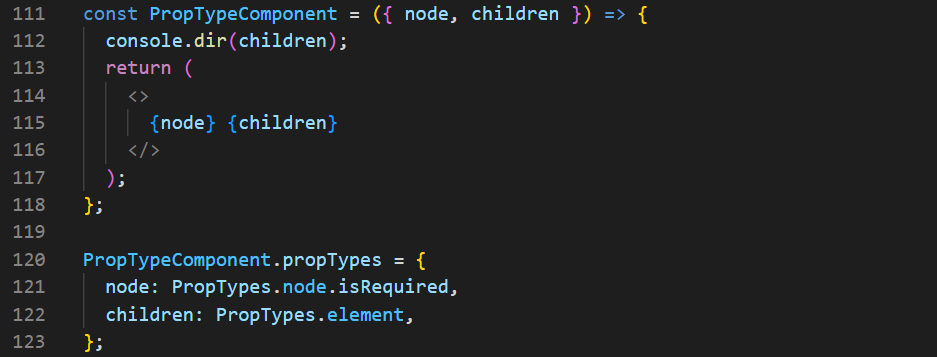 111 const PropTypeComponent = ({ node, children }) => {
112 console.dir(children);
113 return (
114 <>
115 {node} {children}
116 </>
117 );
118 };
119
120 PropTypeComponent.propTypes = {
121 node: PropTypes.node.isRequired,
122 children: PropTypes.element,
123 };